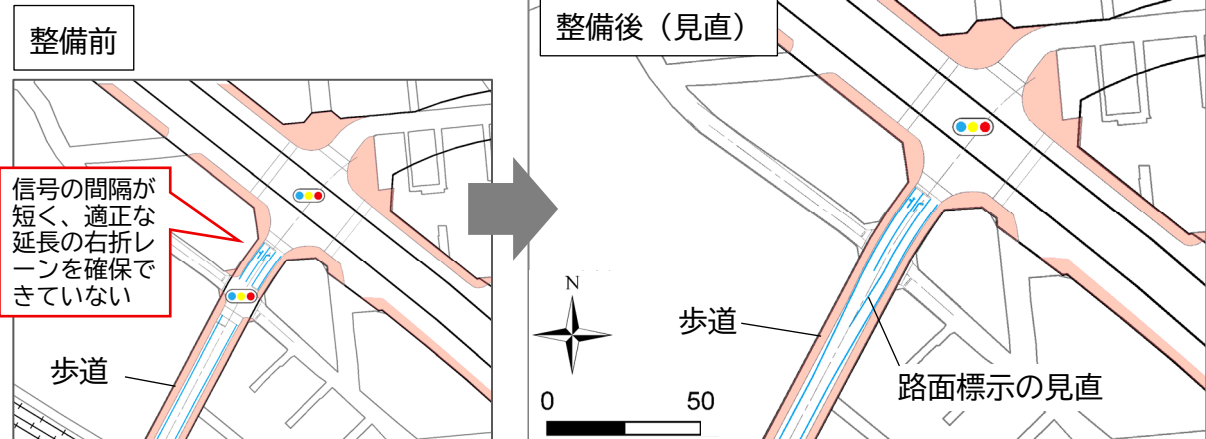 整備前
信号の間隔が
短く、適正な
延長の右折レ
ーンを確保で
きていない
歩道
整備後（見直）
N
歩道
路面標示の見直
0 50